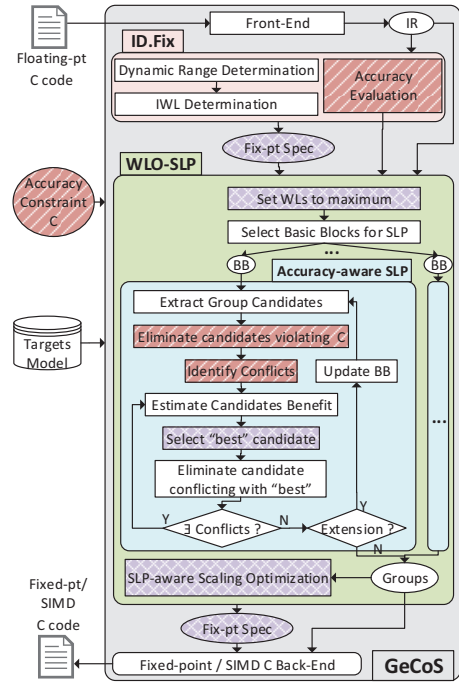 Front-End
IR
Floating-pt
C code
ID.Fix
Dynamic Range Determination
IWL Determination
Accuracy
Evaluation
Fix-pt Spec
WLO-SLP
Accuracy
Constraint
C
Set WLs to maximum
Select Basic Blocks for SLP
...
BB
BB
Accuracy-aware SLP
Extract Group Candidates
Eliminate candidates violating C
Identify Conflicts
Update BB
Targets
Model
Estimate Candidates Benefit
...
Select "best" candidate
Eliminate candidate
conflicting with "best"
Y
∃ Conflicts ?
N
Extension ?
Y
N
SLP-aware Scaling Optimization
Groups
Fixed-pt/
SIMD
C code
Fix-pt Spec
Fixed-point / SIMD C Back-End
GeCoS